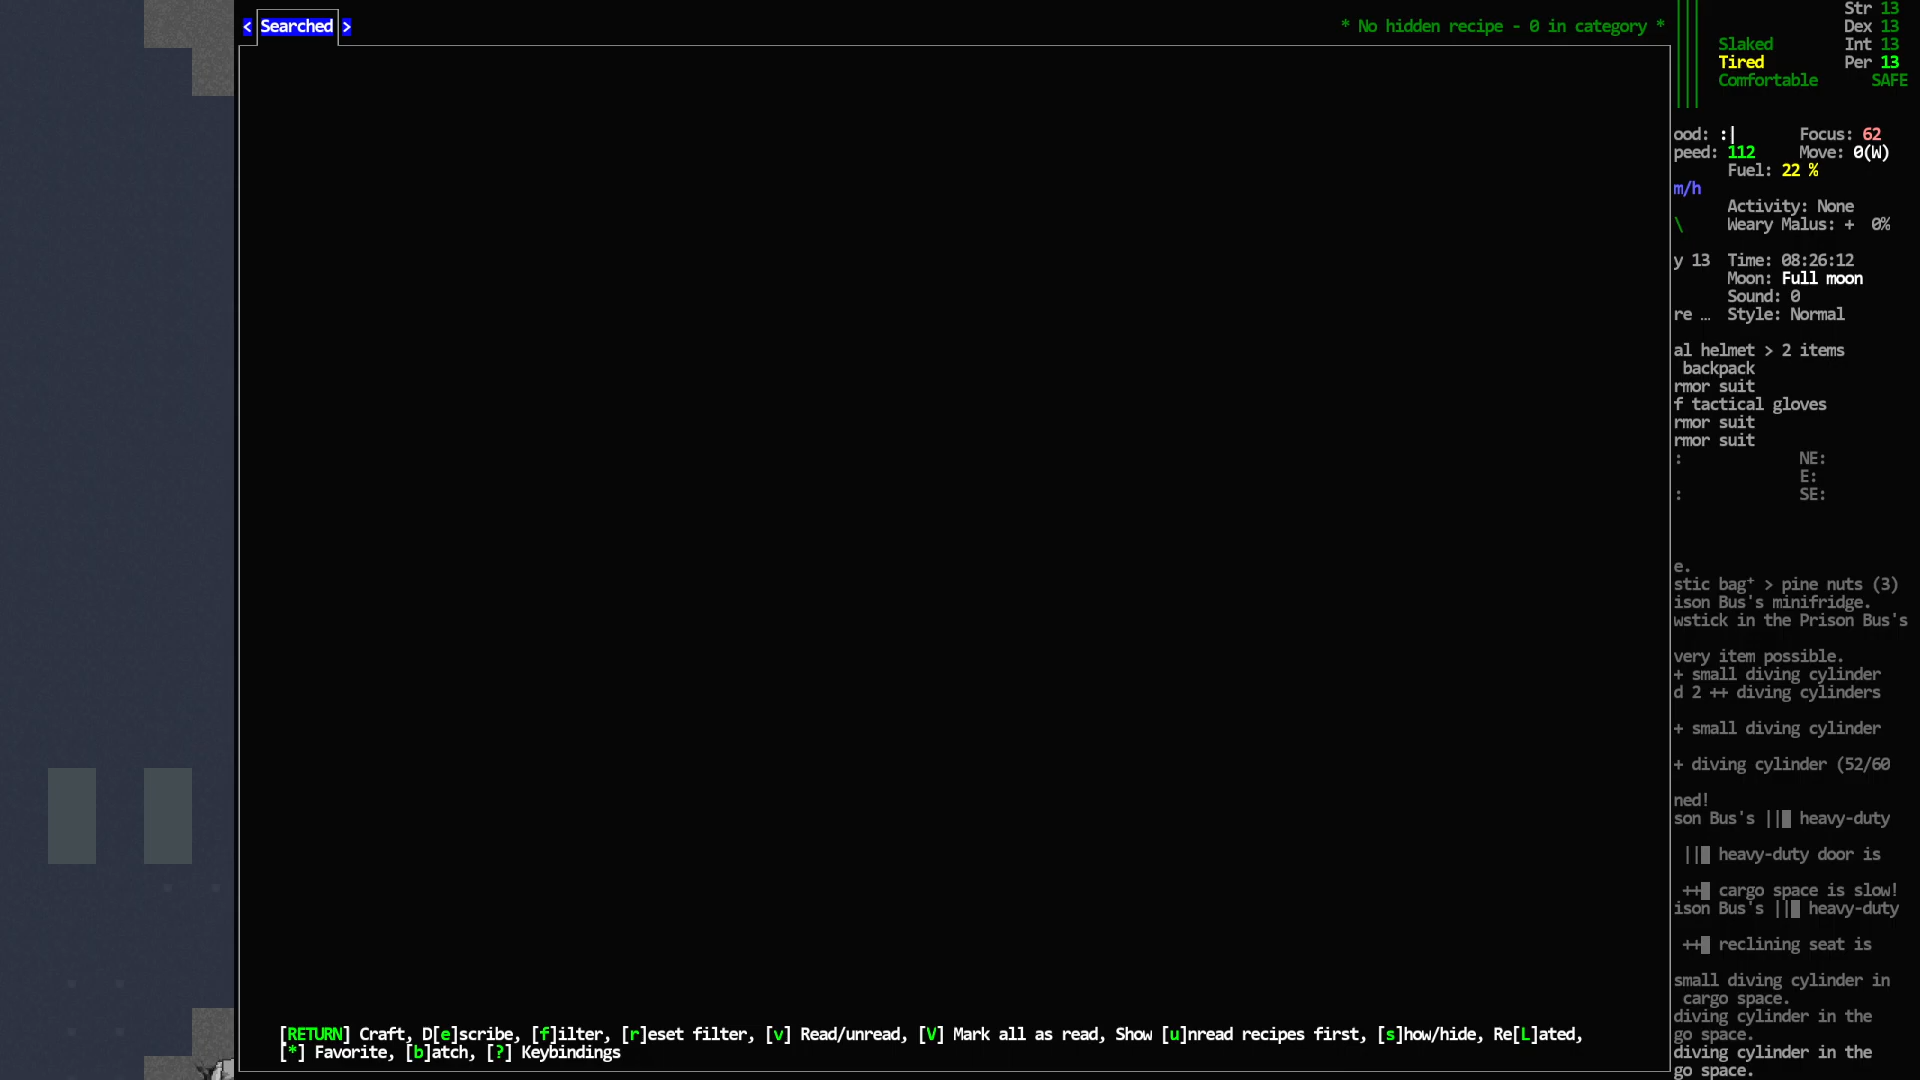 < Searched > * No hidden recipe - 0 in category *
Str 13
Dex 13
Slaked Int 13
Tired Per 13
Comfortable SAFE
ood: :| Focus: 62
peed: 112 Move: 0(W)
Fuel: 22 %
m/h
Activity: None
\ Weary Malus: + 0%
y 13 Time: 08:26:12
Moon: Full moon
Sound: 0
re … Style: Normal
al helmet > 2 items
backpack
rmor suit
f tactical gloves
rmor suit
rmor suit
: NE:
E:
: SE:
e.
stic bag⁺ > pine nuts (3)
ison Bus's minifridge.
wstick in the Prison Bus's
very item possible.
+ small diving cylinder
d 2 ++ diving cylinders
+ small diving cylinder
+ diving cylinder (52/60
ned!
son Bus's ||█ heavy-duty
||█ heavy-duty door is
++█ cargo space is slow!
ison Bus's ||█ heavy-duty
++█ reclining seat is
small diving cylinder in
cargo space.
diving cylinder in the
go space.
diving cylinder in the
go space.
[RETURN] Craft, D[e]scribe, [f]ilter, [r]eset filter, [v] Read/unread, [V] Mark all as read, Show [u]nread recipes first, [s]how/hide, Re[L]ated,
[*] Favorite, [b]atch, [?] Keybindings